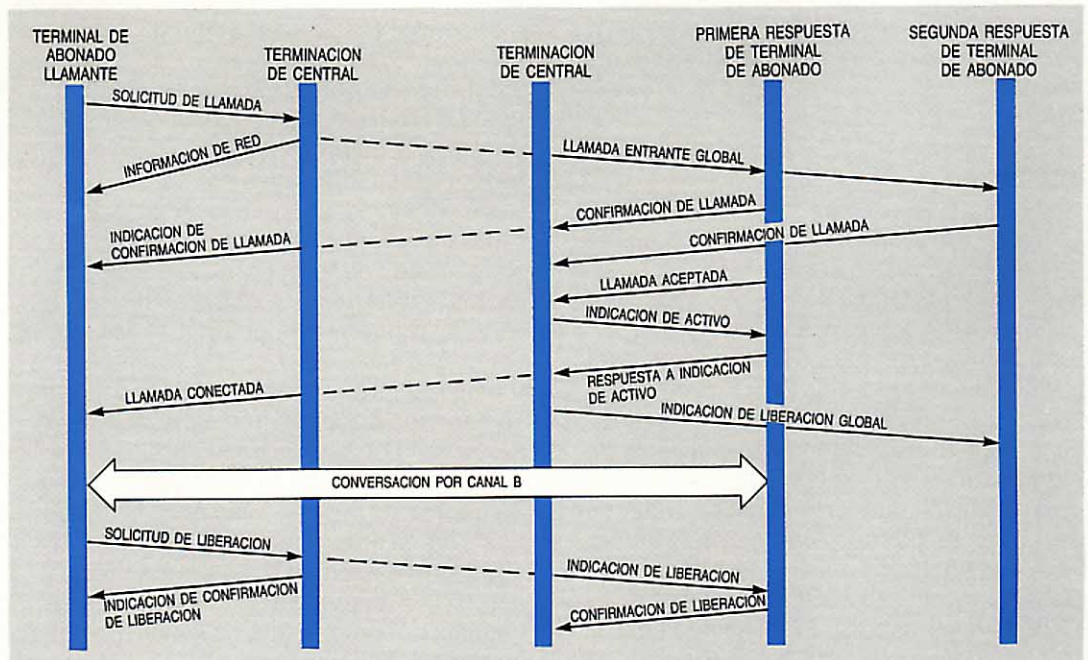 TERMINAL DE
ABONADO
LLAMANTE
TERMINACION
DE CENTRAL
TERMINACION
DE CENTRAL
PRIMERA RESPUESTA
DE TERMINAL
DE ABONADO
SEGUNDA RESPUESTA
DE TERMINAL
DE ABONADO
SOLICITUD DE LLAMADA
INFORMACION DE RED
LLAMADA ENTRANTE GLOBAL
CONFIRMACION DE LLAMADA
INDICACION DE
CONFIRMACION DE LLAMADA
CONFIRMACION DE LLAMADA
LLAMADA ACEPTADA
INDICACION DE ACTIVO
RESPUESTA A INDICACION
DE ACTIVO
LLAMADA CONECTADA
INDICACION DE LIBERACION GLOBAL
CONVERSACION POR CANAL B
SOLICITUD DE LIBERACION
INDICACION DE LIBERACION
INDICACION DE CONFIRMACION
DE LIBERACION
CONFIRMACION DE LIBERACION